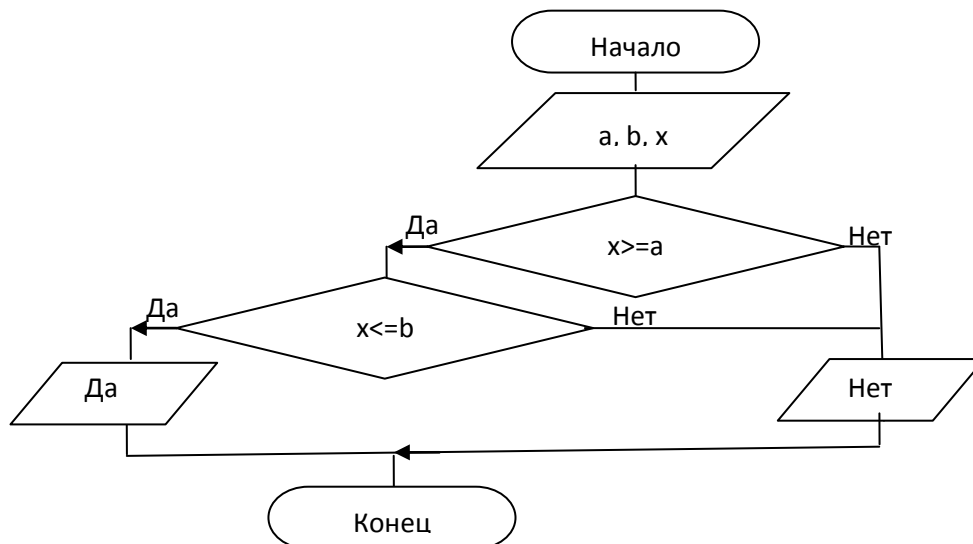 Начало
a, b, x
Да
x>=a
Нет
Да
x<=b
Нет
Да
Нет
Конец